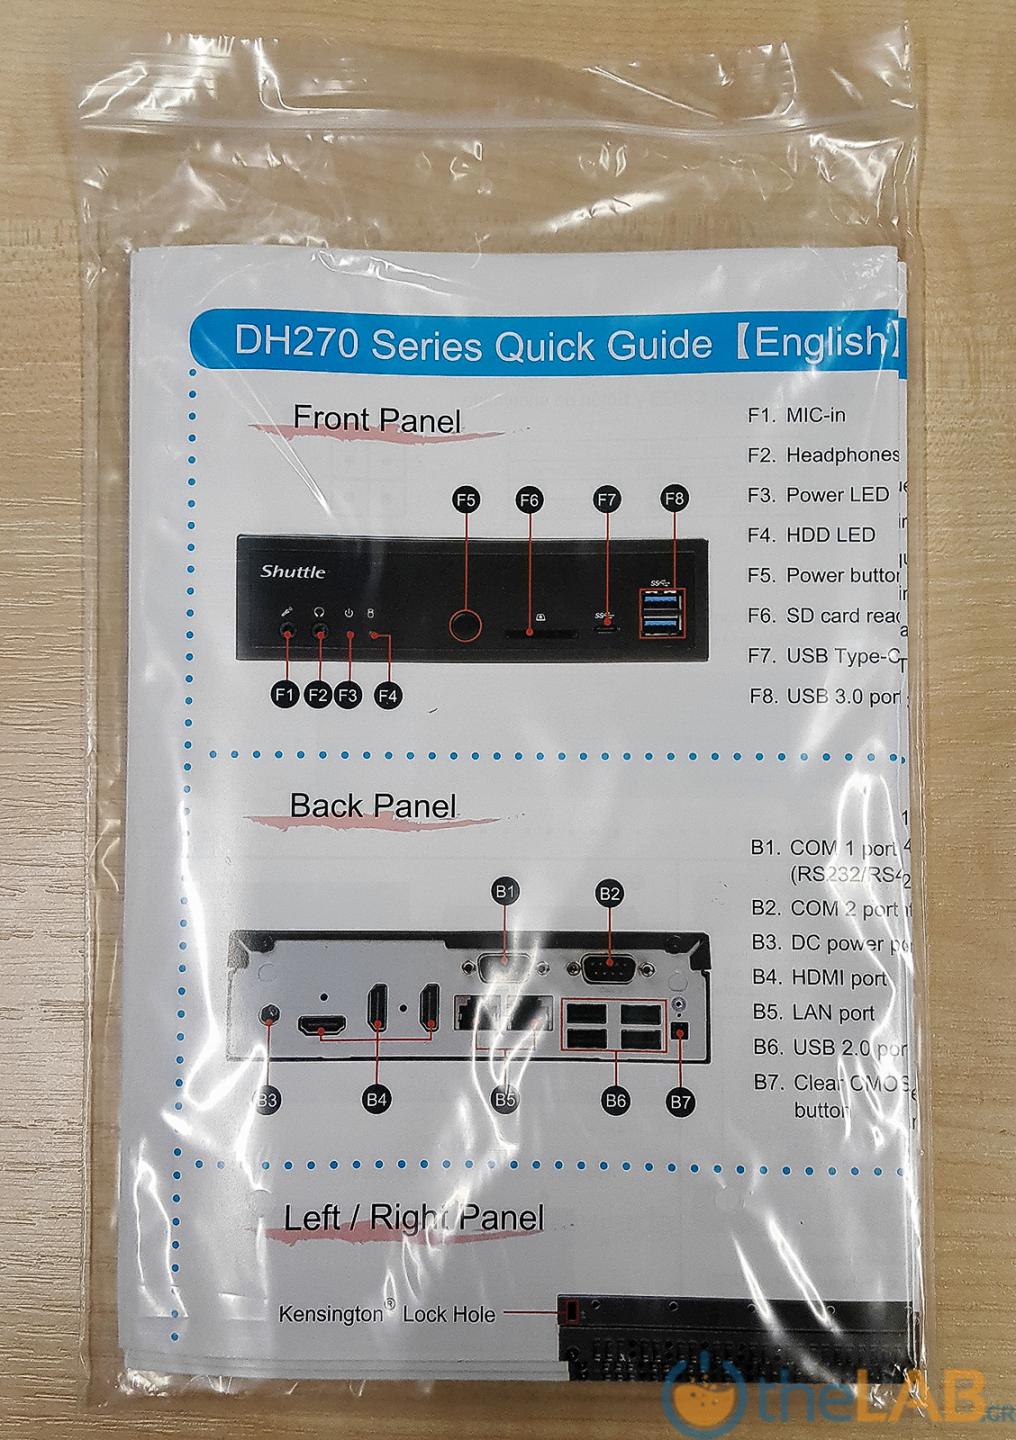 DH270 Series Quick Guide【English】
Front Panel
F1. MIC-in
F2. Headphones
F3. Power LED
F4. HDD LED
F5. Power
F6. SD card
F7. USB Type-C
F8. USB 3.0
F5 F6 F7 F8
Shuttle
SS
SS
F1 F2 F3 F4
Back Panel
B1. COM 1 port
(RS232/RS4
B2. COM 2 port
B3. DC power
B4. HDMI port
B5. LAN port
B6. USB 2.0
B7. Clear CMOS
button
B1 B2
B3 B4 B5 B6 B7
Left / Right Panel
Kensington® Lock Hole
theLAB.GR